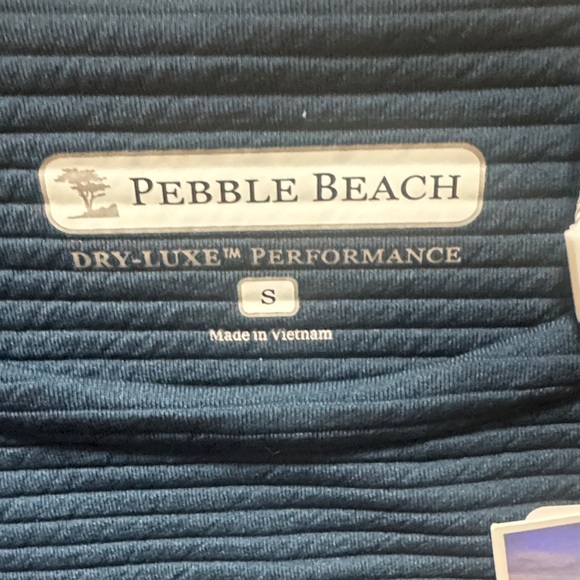 PEBBLE BEACH
DRY-LUXE™ PERFORMANCE
S
Made in Vietnam